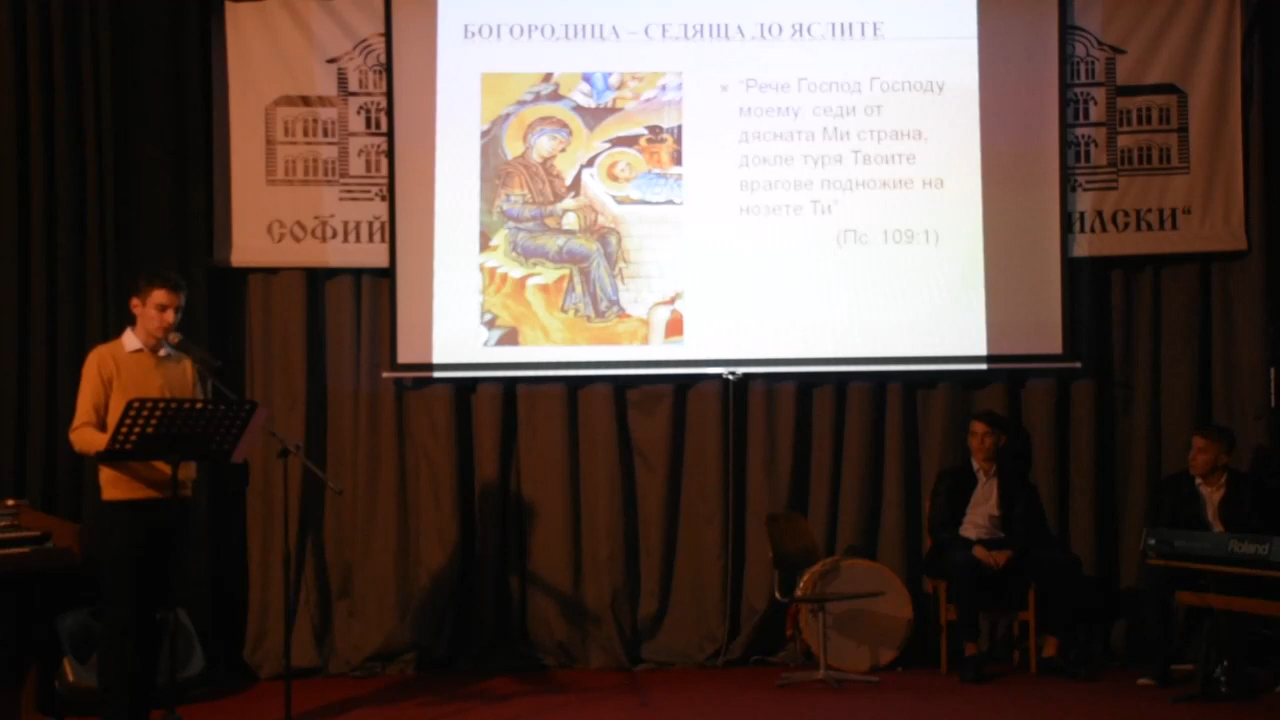 БОГОРОДИЦА – СЕДЯЩА ДО ЯСЛИТЕ
"Рече Господ Господу
моему: седи от
дясната Ми страна,
докле туря Твоите
врагове подножие на
нозете Ти"
(Пс. 109:1)
СОФИЙ
ИЛСКИ“
Roland